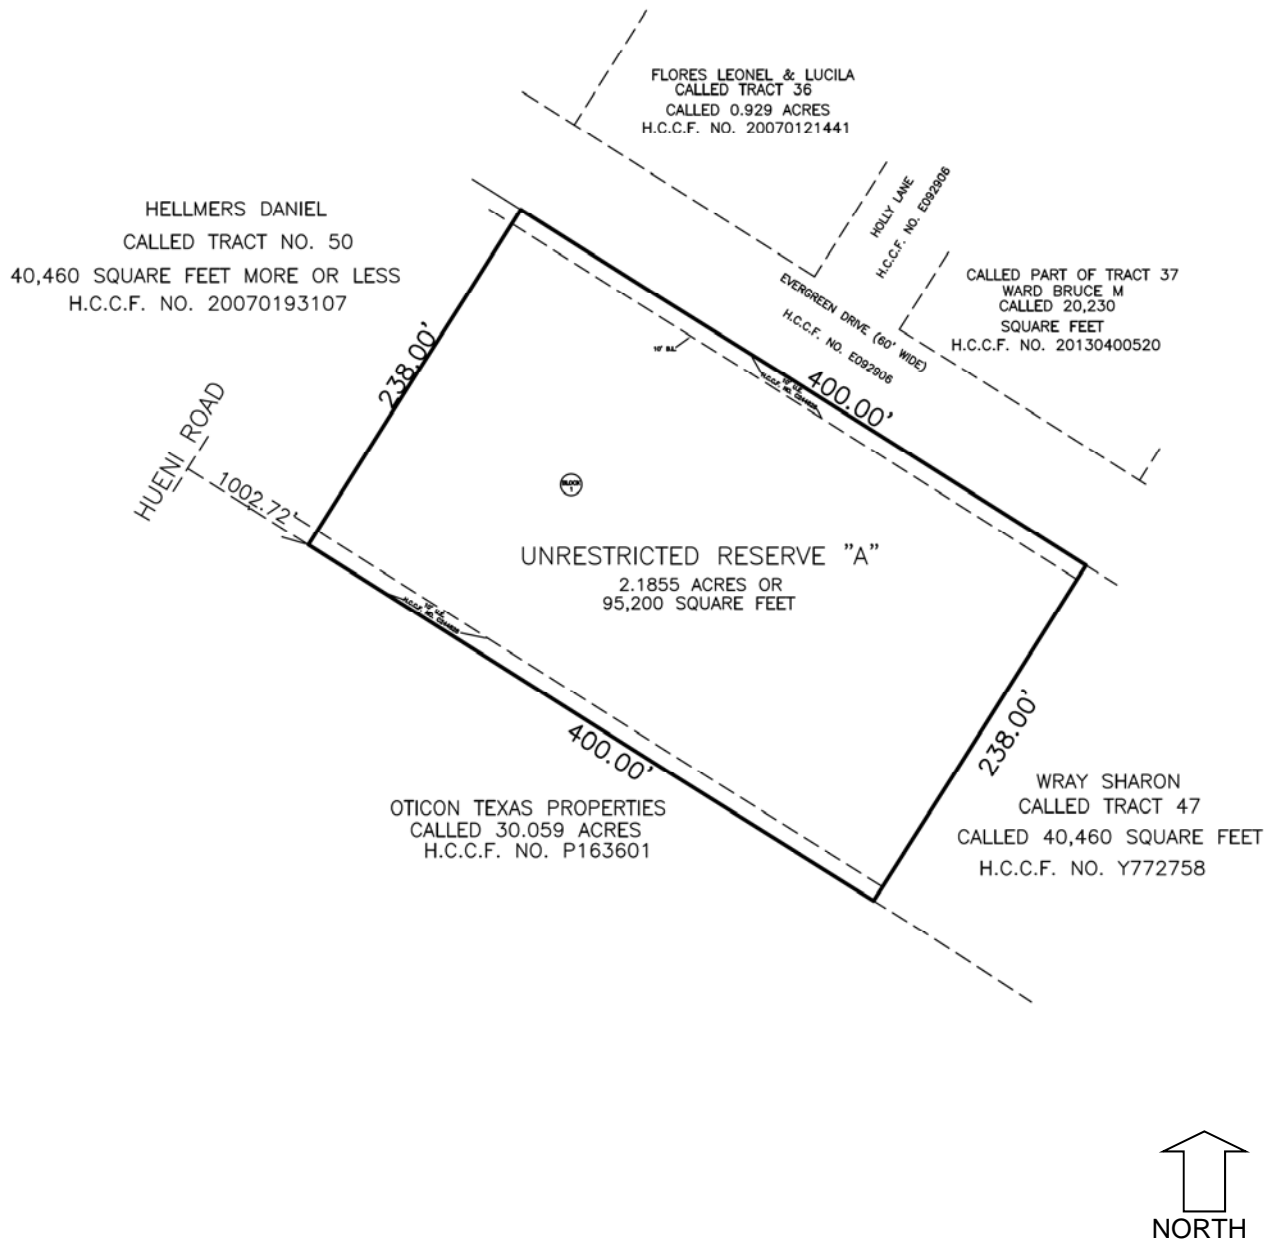 FLORES LEONEL & LUCILA
CALLED TRACT 36
CALLED 0.929 ACRES
H.C.C.F. NO. 20070121441
HOLLY LANE
H.C.C.F. NO. E092906
HELLMERS DANIEL
CALLED TRACT NO. 50
40,460 SQUARE FEET MORE OR LESS
H.C.C.F. NO. 20070193107
EVERGREEN DRIVE (60' WIDE)
H.C.C.F. NO. E092906
CALLED PART OF TRACT 37
WARD BRUCE M
CALLED 20,230
SQUARE FEET
H.C.C.F. NO. 20130400520
238.00'
10' B.L.
10' U.E.
400.00'
HUENI ROAD
1002.72'
BLOCK
1
UNRESTRICTED RESERVE "A"
2.1855 ACRES OR
95,200 SQUARE FEET
10' U.E.
400.00'
238.00'
OTICON TEXAS PROPERTIES
CALLED 30.059 ACRES
H.C.C.F. NO. P163601
WRAY SHARON
CALLED TRACT 47
CALLED 40,460 SQUARE FEET
H.C.C.F. NO. Y772758
NORTH